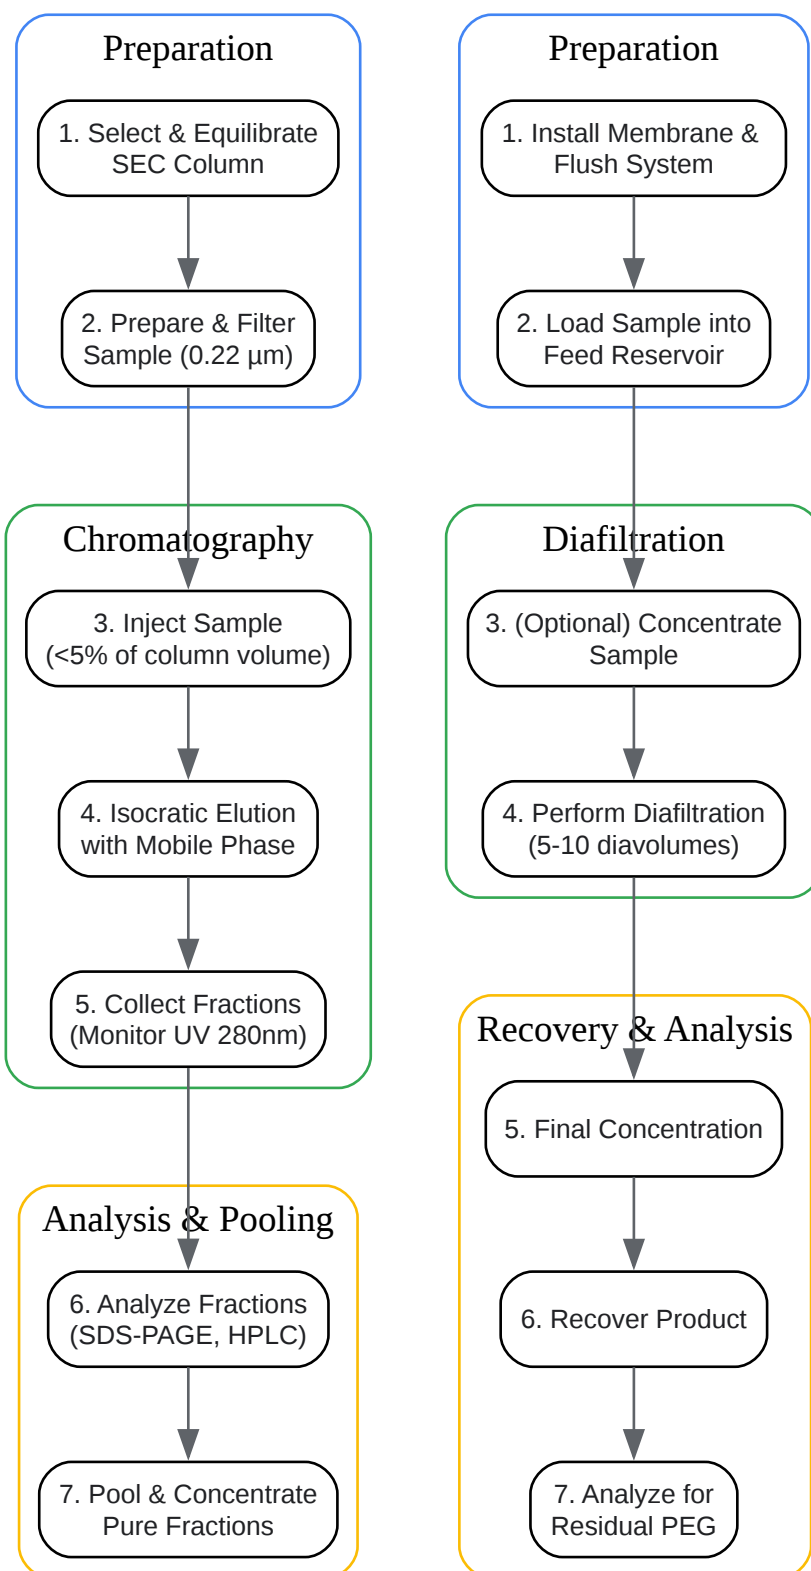 Preparation
1. Select & Equilibrate
SEC Column
2. Prepare & Filter
Sample (0.22 µm)
Chromatography
3. Inject Sample
(<5% of column volume)
4. Isocratic Elution
with Mobile Phase
5. Collect Fractions
(Monitor UV 280nm)
Analysis & Pooling
6. Analyze Fractions
(SDS-PAGE, HPLC)
7. Pool & Concentrate
Pure Fractions
Preparation
1. Install Membrane &
Flush System
2. Load Sample into
Feed Reservoir
Diafiltration
3. (Optional) Concentrate
Sample
4. Perform Diafiltration
(5-10 diavolumes)
Recovery & Analysis
5. Final Concentration
6. Recover Product
7. Analyze for
Residual PEG